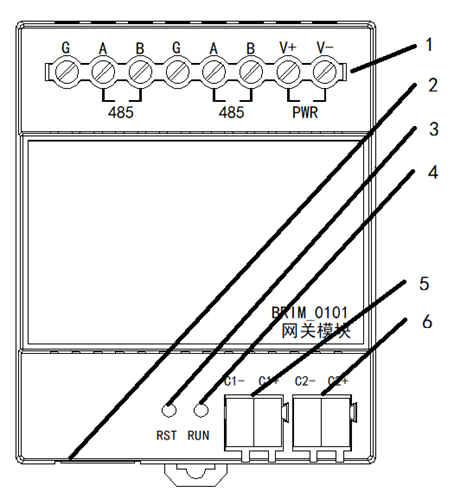 G A B G A B V+ V-
485 485 PWR
1
2
3
4
5
6
BRIM_0101
网关模块
C1- C1+ C2- C2+
RST RUN